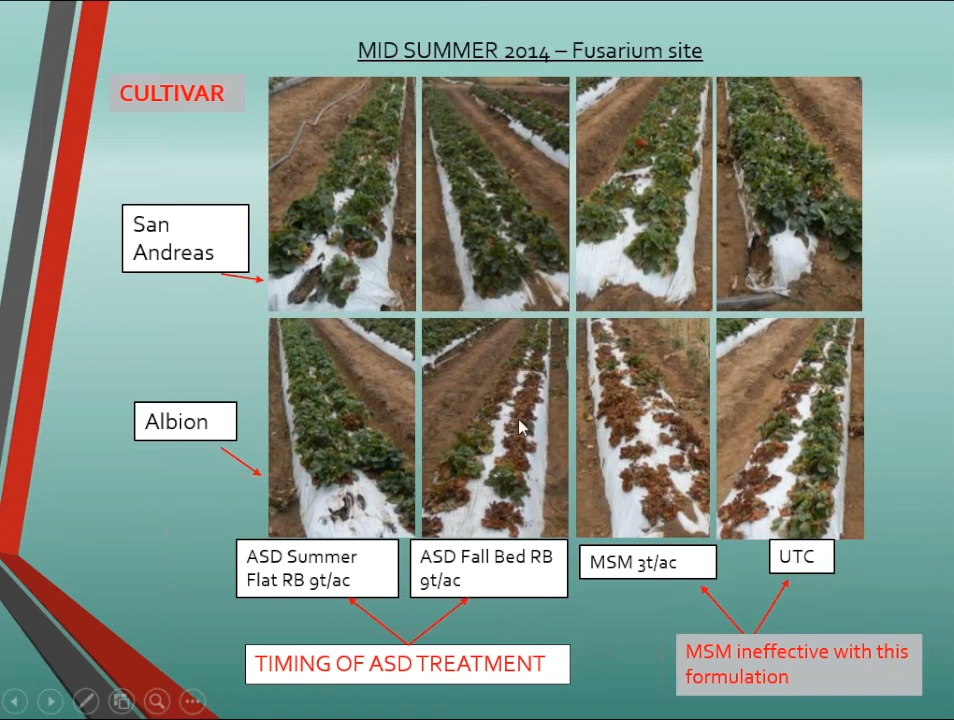 MID SUMMER 2014 – Fusarium site
CULTIVAR
San
Andreas
Albion
ASD Summer
Flat RB 9t/ac
ASD Fall Bed RB
9t/ac
MSM 3t/ac
UTC
TIMING OF ASD TREATMENT
MSM ineffective with this
formulation